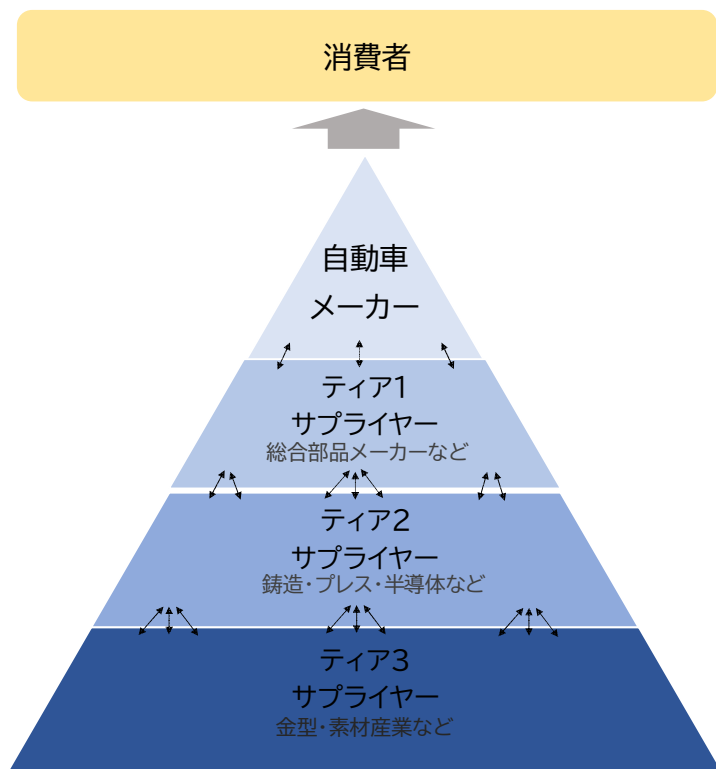 消費者
自動車
メーカー
ティア1
サプライヤー
総合部品メーカーなど
ティア2
サプライヤー
鋳造・プレス・半導体など
ティア3
サプライヤー
金型・素材産業など